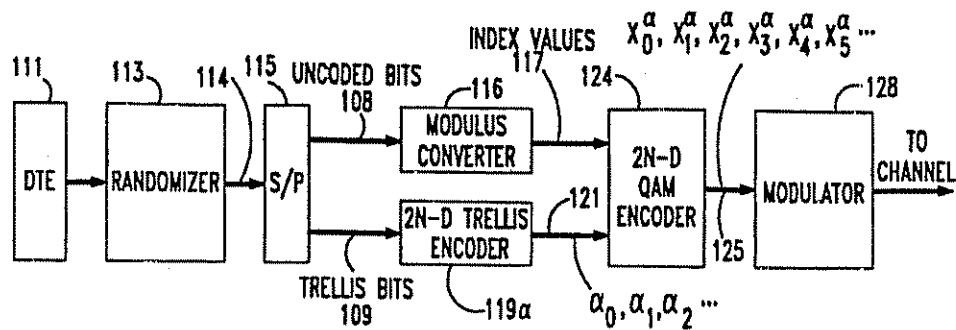 111
DTE
113
RANDOMIZER
114
115
S/P
UNCODED BITS
108
116
MODULUS
CONVERTER
INDEX VALUES
117
TRELLIS BITS
109
2N-D TRELLIS
ENCODER
119α
121
α₀, α₁, α₂ ···
124
2N-D
QAM
ENCODER
X₀^α, X₁^α, X₂^α, X₃^α, X₄^α, X₅^α ···
125
128
MODULATOR
TO
CHANNEL